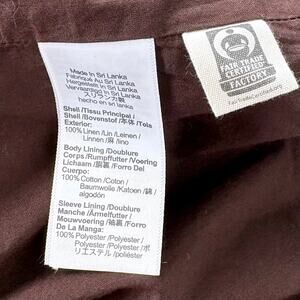 Made in Sri Lanka
Fabriqué Au Sri Lanka
Hergestellt in Sri Lanka
Vervaardigd In Sri Lanka
スリランカ製
hecho en sri lanka
Shell /Tissu Principal /
Shell /Bovenstof /本体 /Tela
Exterior:
100% Linen /Lin /Leinen /
Linnen /麻 /lino
Body Lining /Doublure
Corps/Rumpffutter /Voering
Lichaam /胴裏 /Forro Del
Cuerpo:
100% Cotton /Coton /
Baumwolle /Katoen /綿 /
algodón
Sleeve Lining /Doublure
Manche /Ärmelfutter /
Mouwvoering /袖裏 /Forro
De La Manga:
100% Polyester /Polyester /
Polyester /Polyester /ポ
リエステル /poliéster
FAIR TRADE
CERTIFIED
FACTORY
FairTradeCertified.org